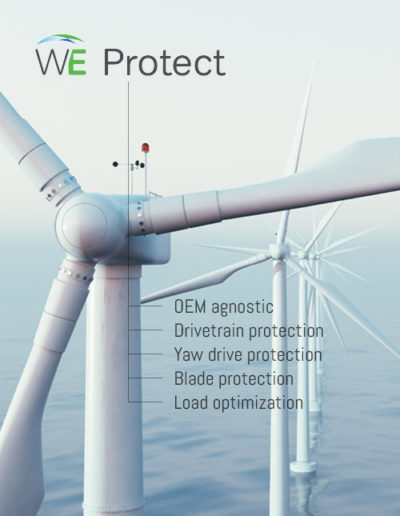 WE Protect
OEM agnostic
Drivetrain protection
Yaw drive protection
Blade protection
Load optimization